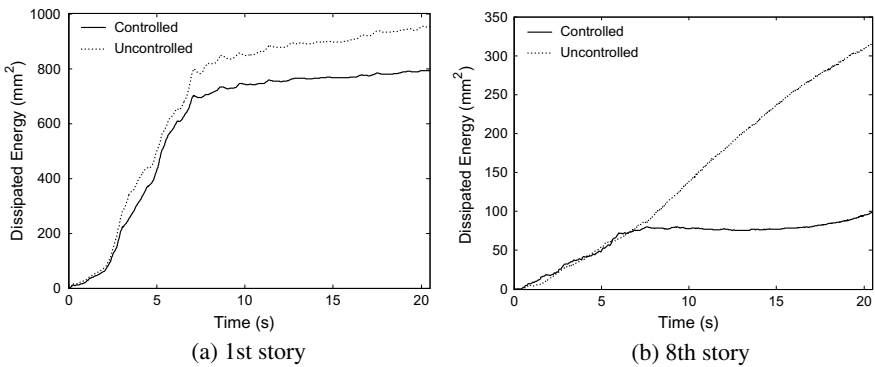 Controlled
Uncontrolled
Dissipated Energy (mm²)
1000
800
600
400
200
0
0 5 10 15 20
Time (s)
(a) 1st story
Controlled
Uncontrolled
Dissipated Energy (mm²)
350
300
250
200
150
100
50
0
0 5 10 15 20
Time (s)
(b) 8th story